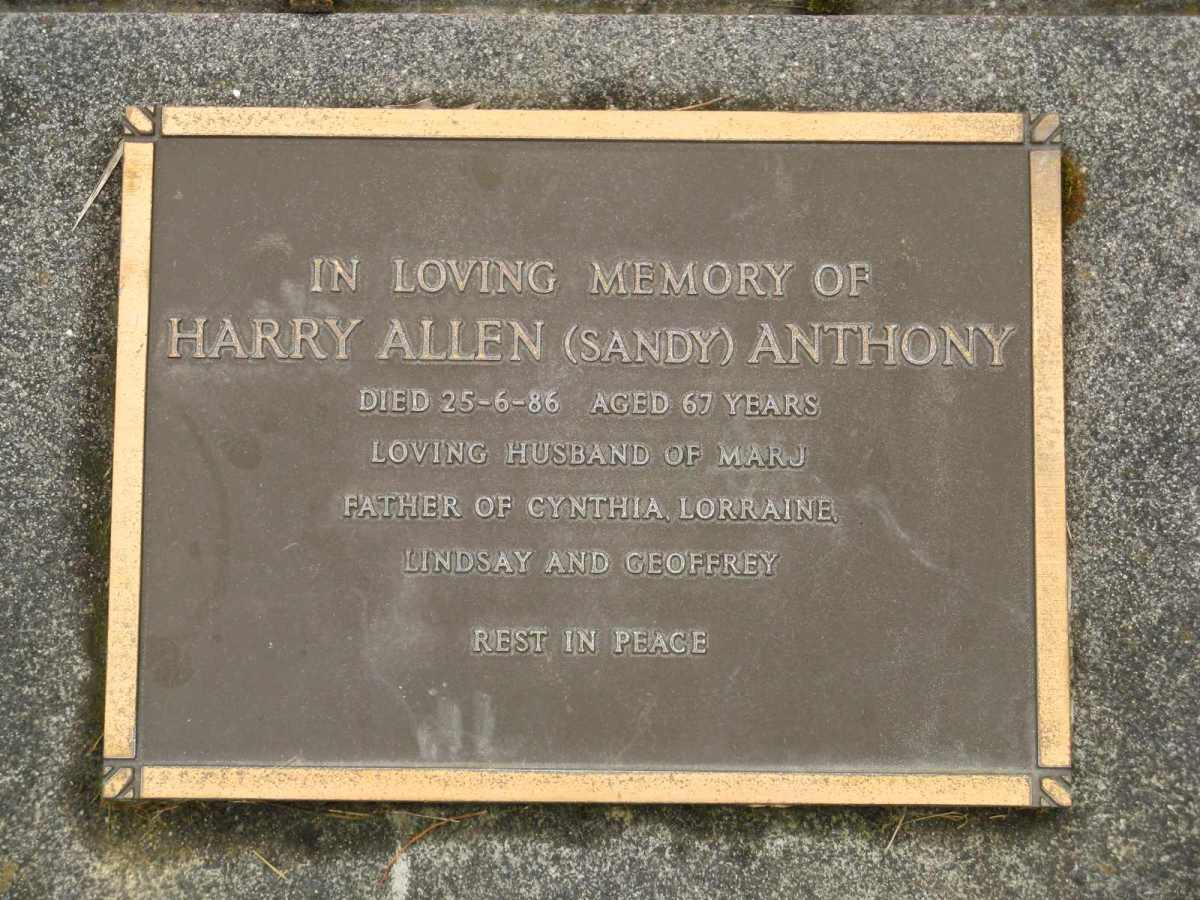 IN LOVING MEMORY OF
HARRY ALLEN (SANDY) ANTHONY
DIED 25-6-86 AGED 67 YEARS
LOVING HUSBAND OF MARJ
FATHER OF CYNTHIA, LORRAINE,
LINDSAY AND GEOFFREY
REST IN PEACE